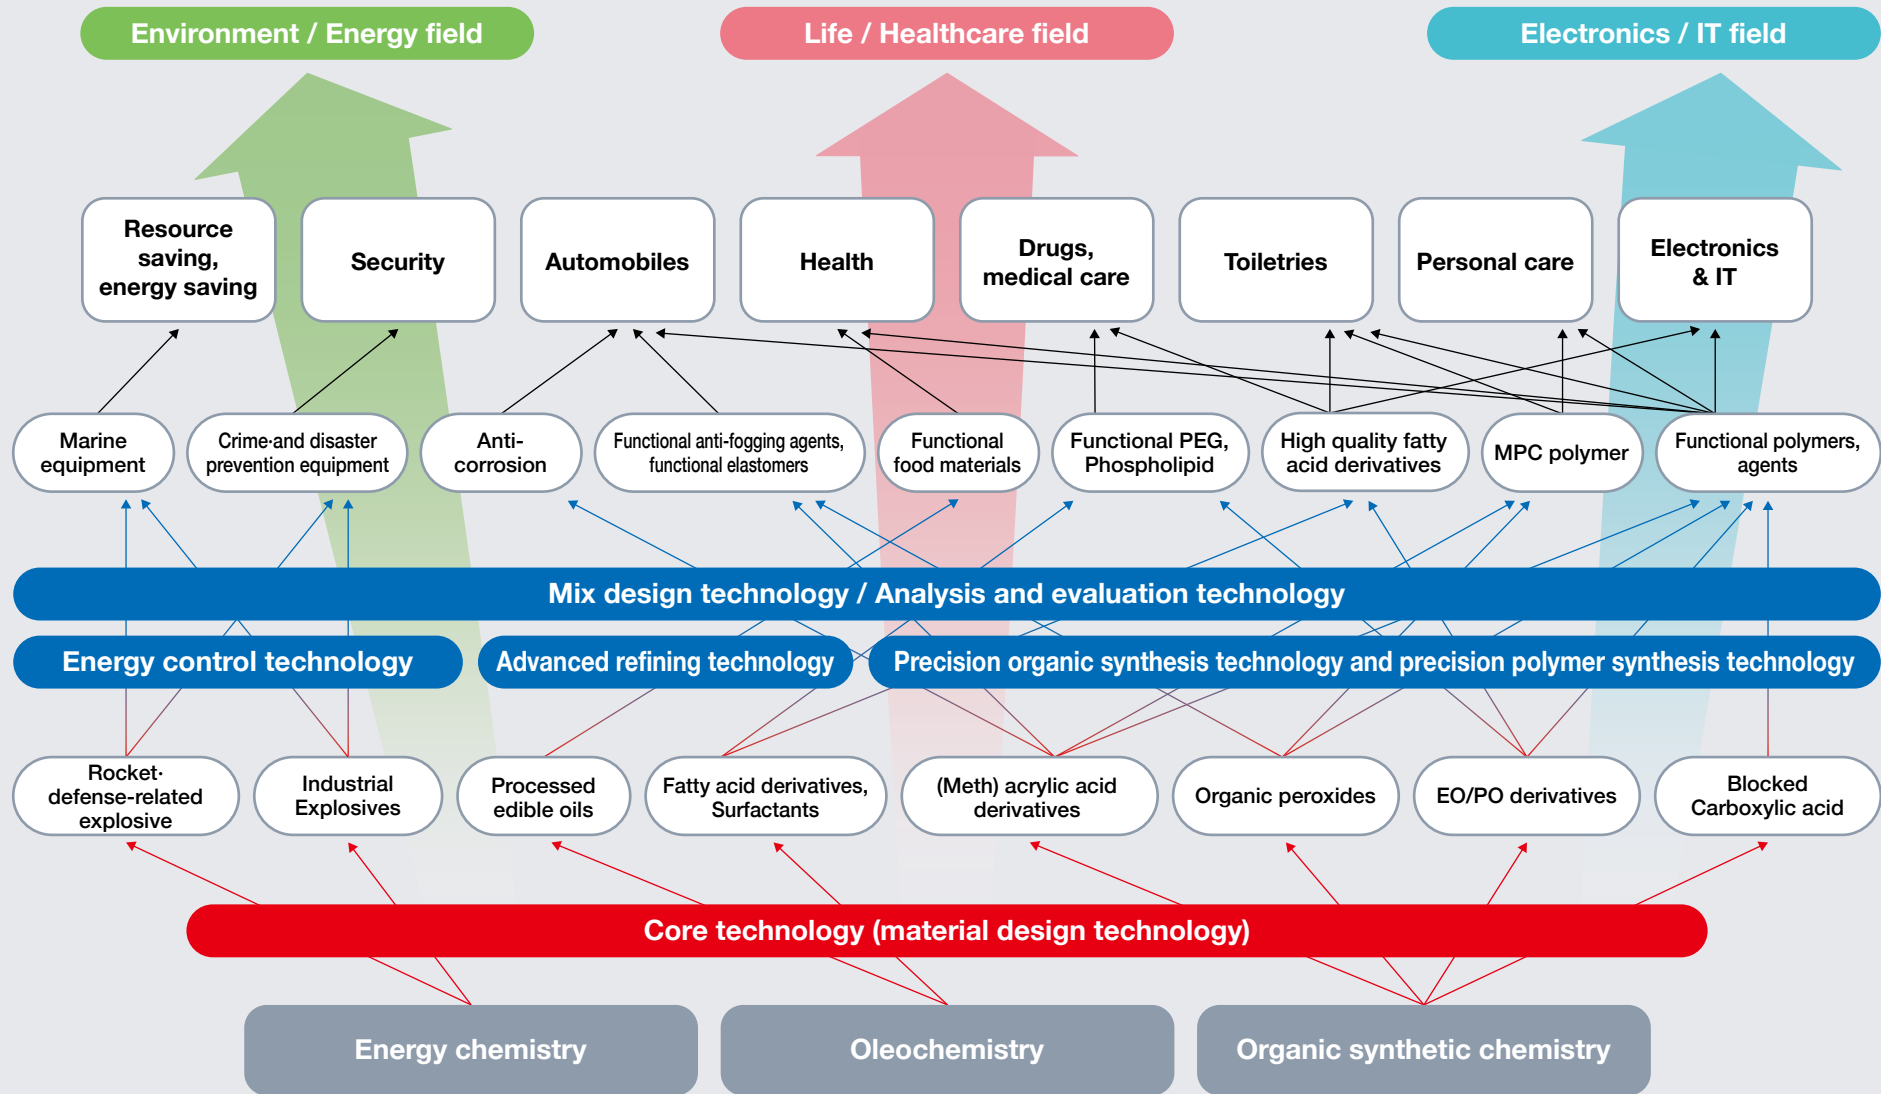 Environment / Energy field
Life / Healthcare field
Electronics / IT field
Resource
saving,
energy saving
Security
Automobiles
Health
Drugs,
medical care
Toiletries
Personal care
Electronics
& IT
Marine
equipment
Crime·and disaster
prevention equipment
Anti-
corrosion
Functional anti-fogging agents,
functional elastomers
Functional
food materials
Functional PEG,
Phospholipid
High quality fatty
acid derivatives
MPC polymer
Functional polymers,
agents
Mix design technology / Analysis and evaluation technology
Energy control technology
Advanced refining technology
Precision organic synthesis technology and precision polymer synthesis technology
Rocket·
defense-related
explosive
Industrial
Explosives
Processed
edible oils
Fatty acid derivatives,
Surfactants
(Meth) acrylic acid
derivatives
Organic peroxides
EO/PO derivatives
Blocked
Carboxylic acid
Core technology (material design technology)
Energy chemistry
Oleochemistry
Organic synthetic chemistry